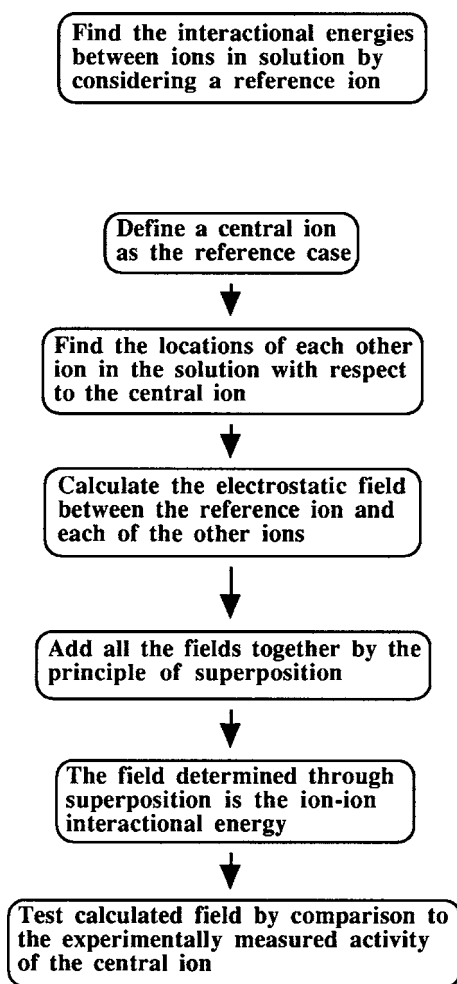 Find the interactional energies
between ions in solution by
considering a reference ion
Define a central ion
as the reference case
Find the locations of each other
ion in the solution with respect
to the central ion
Calculate the electrostatic field
between the reference ion and
each of the other ions
Add all the fields together by the
principle of superposition
The field determined through
superposition is the ion-ion
interactional energy
Test calculated field by comparison to
the experimentally measured activity
of the central ion